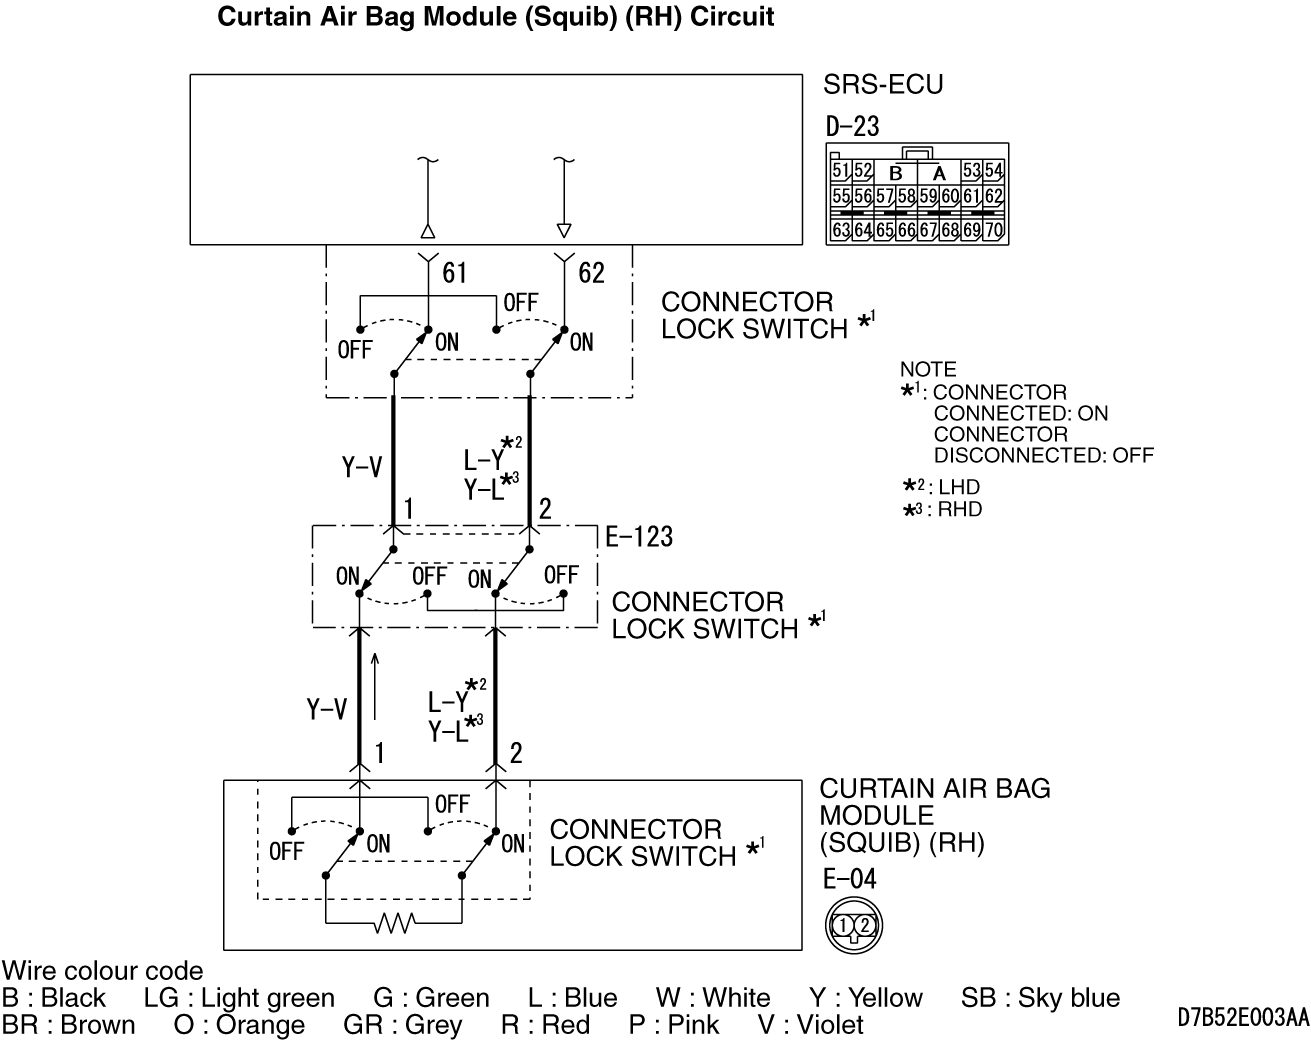 Curtain Air Bag Module (Squib) (RH) Circuit
SRS-ECU
D-23
51 52 B A 53 54
55 56 57 58 59 60 61 62
63 64 65 66 67 68 69 70
61
62
OFF
OFF
ON
ON
CONNECTOR
LOCK SWITCH *1
NOTE
*1: CONNECTOR
CONNECTED: ON
CONNECTOR
DISCONNECTED: OFF
*2: LHD
*3: RHD
Y-V
L-Y*2
Y-L*3
1
2
E-123
ON
OFF
ON
OFF
CONNECTOR
LOCK SWITCH *1
Y-V
L-Y*2
Y-L*3
1
2
OFF
OFF
ON
ON
CONNECTOR
LOCK SWITCH *1
CURTAIN AIR BAG
MODULE
(SQUIB) (RH)
E-04
1 2
Wire colour code
B : Black LG : Light green G : Green L : Blue W : White Y : Yellow SB : Sky blue
BR : Brown O : Orange GR : Grey R : Red P : Pink V : Violet
D7B52E003AA